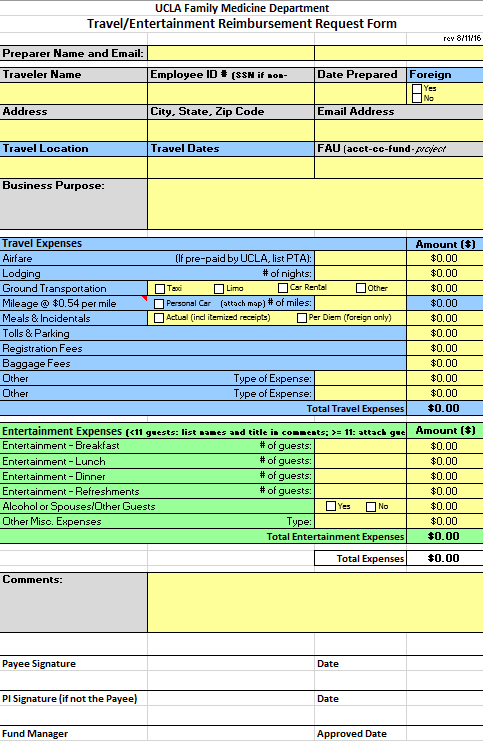 UCLA Family Medicine Department
Travel/Entertainment Reimbursement Request Form
rev 8/11/16
Preparer Name and Email:
Traveler Name Employee ID # (SSN if non- Date Prepared Foreign
Yes
No
Address City, State, Zip Code Email Address
Travel Location Travel Dates FAU (acct-cc-fund-project
Business Purpose:
Travel Expenses Amount ($)
Airfare (If pre-paid by UCLA, list PTA): $0.00
Lodging # of nights: $0.00
Ground Transportation Taxi Limo Car Rental Other $0.00
Mileage @ $0.54 per mile Personal Car (attach map) # of miles: $0.00
Meals & Incidentals Actual (incl itemized receipts) Per Diem (foreign only) $0.00
Tolls & Parking $0.00
Registration Fees $0.00
Baggage Fees $0.00
Other Type of Expense: $0.00
Other Type of Expense: $0.00
Total Travel Expenses $0.00
Entertainment Expenses (<11 guests: list names and title in comments; >= 11: attach gue Amount ($)
Entertainment - Breakfast # of guests: $0.00
Entertainment - Lunch # of guests: $0.00
Entertainment - Dinner # of guests: $0.00
Entertainment - Refreshments # of guests: $0.00
Alcohol or Spouses/Other Guests Yes No $0.00
Other Misc. Expenses Type: $0.00
Total Entertainment Expenses $0.00
Total Expenses $0.00
Comments:
Payee Signature Date
PI Signature (if not the Payee) Date
Fund Manager Approved Date